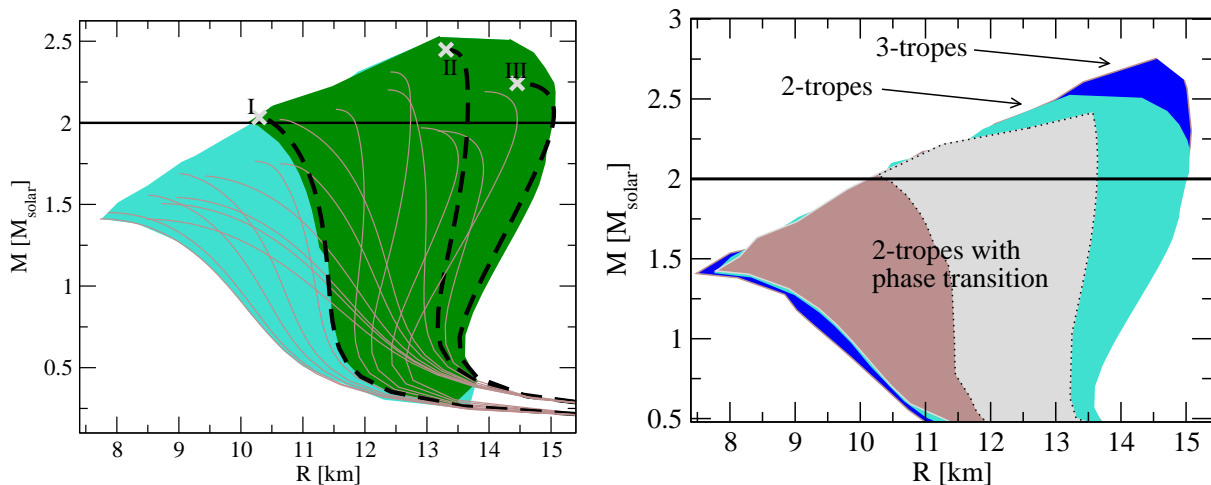 2.5
2
1.5
1
0.5
M [M_solar]
I
II
III
8 9 10 11 12 13 14 15
R [km]
3
2.5
2
1.5
1
0.5
M [M_solar]
3-tropes
2-tropes
2-tropes with
phase transition
8 9 10 11 12 13 14 15
R [km]